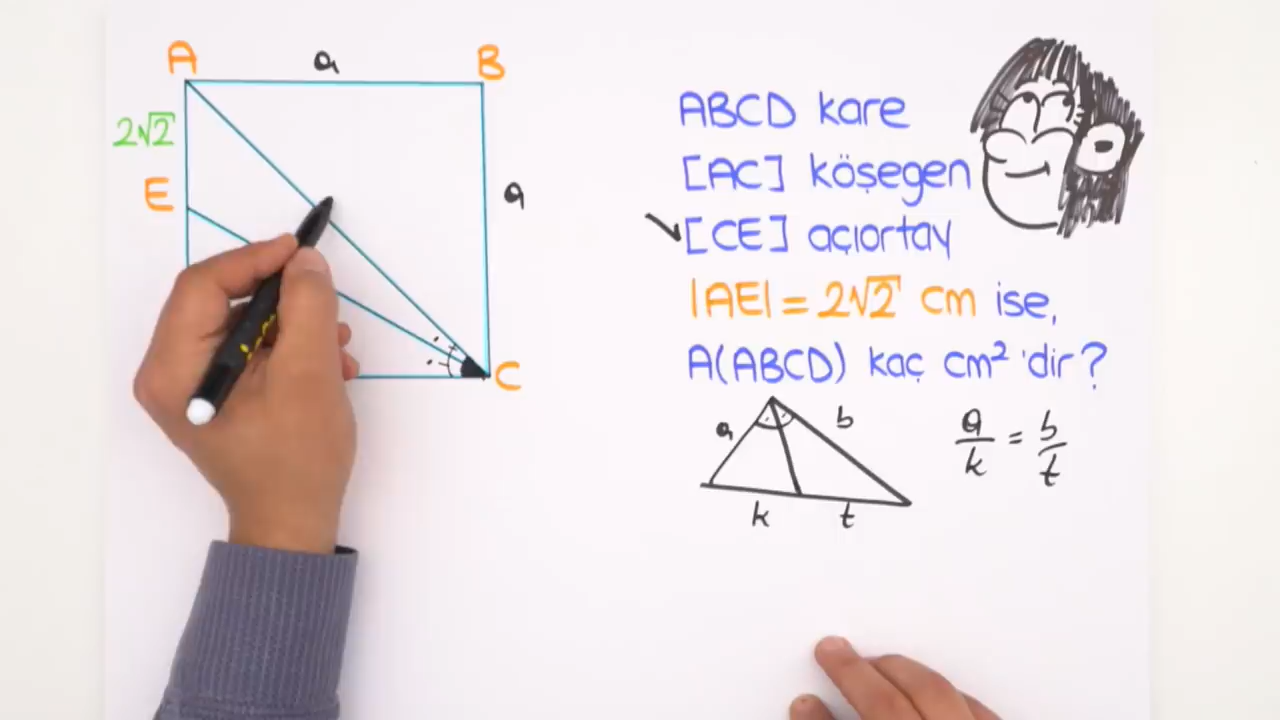 A
a
B
2√2
E
a
C
ABCD kare
[AC] köşegen
[CE] açıortay
|AE| = 2√2 cm ise,
A(ABCD) kaç cm² 'dir ?
a
b
k
t
a/k = b/t